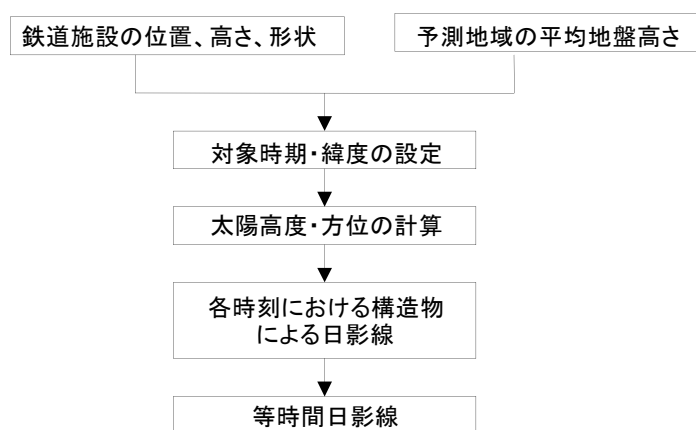 鉄道施設の位置、高さ、形状
予測地域の平均地盤高さ
対象時期・緯度の設定
太陽高度・方位の計算
各時刻における構造物
による日影線
等時間日影線